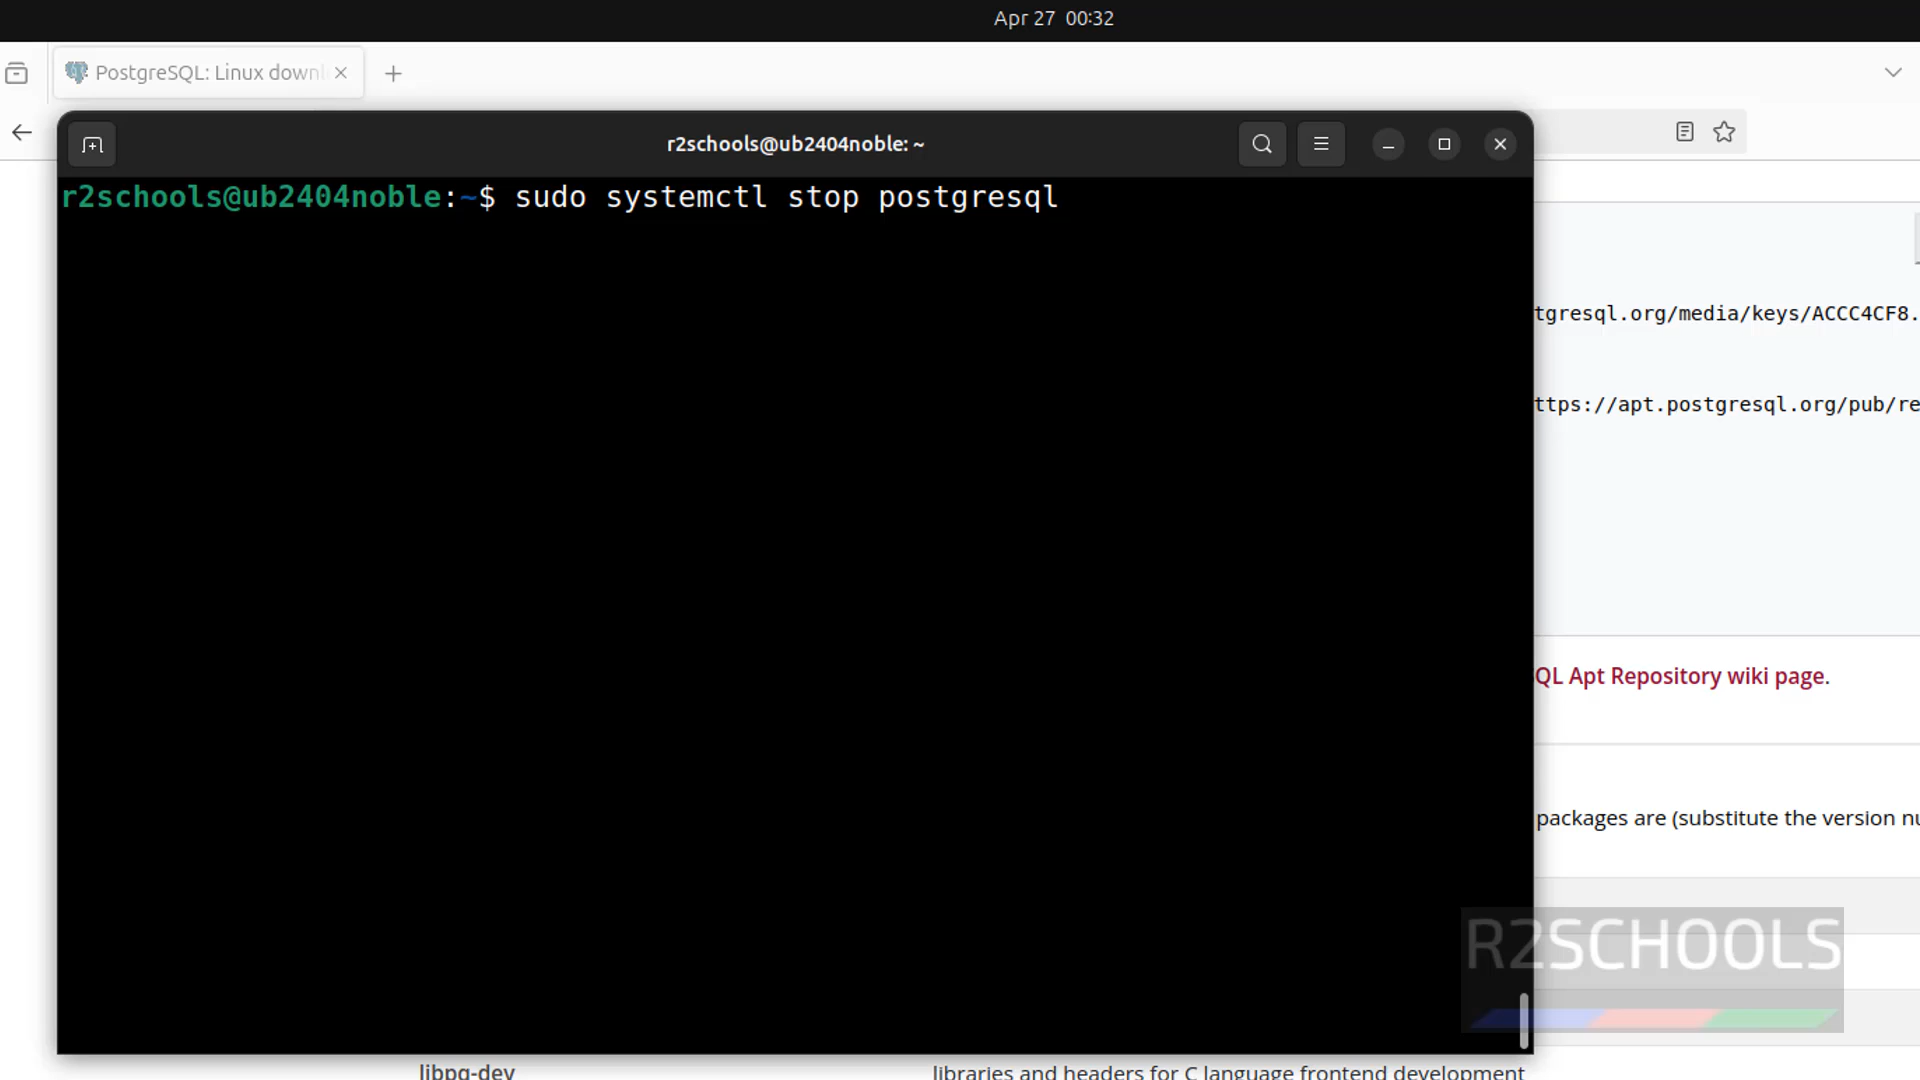 Apr 27 00:32
PostgreSQL: Linux downl
r2schools@ub2404noble: ~
r2schools@ub2404noble:~$ sudo systemctl stop postgresql
tgresql.org/media/keys/ACCC4CF8.
ttps://apt.postgresql.org/pub/re
QL Apt Repository wiki page.
packages are (substitute the version nu
R2SCHOOLS
libpq-dev
libraries and headers for C language frontend development